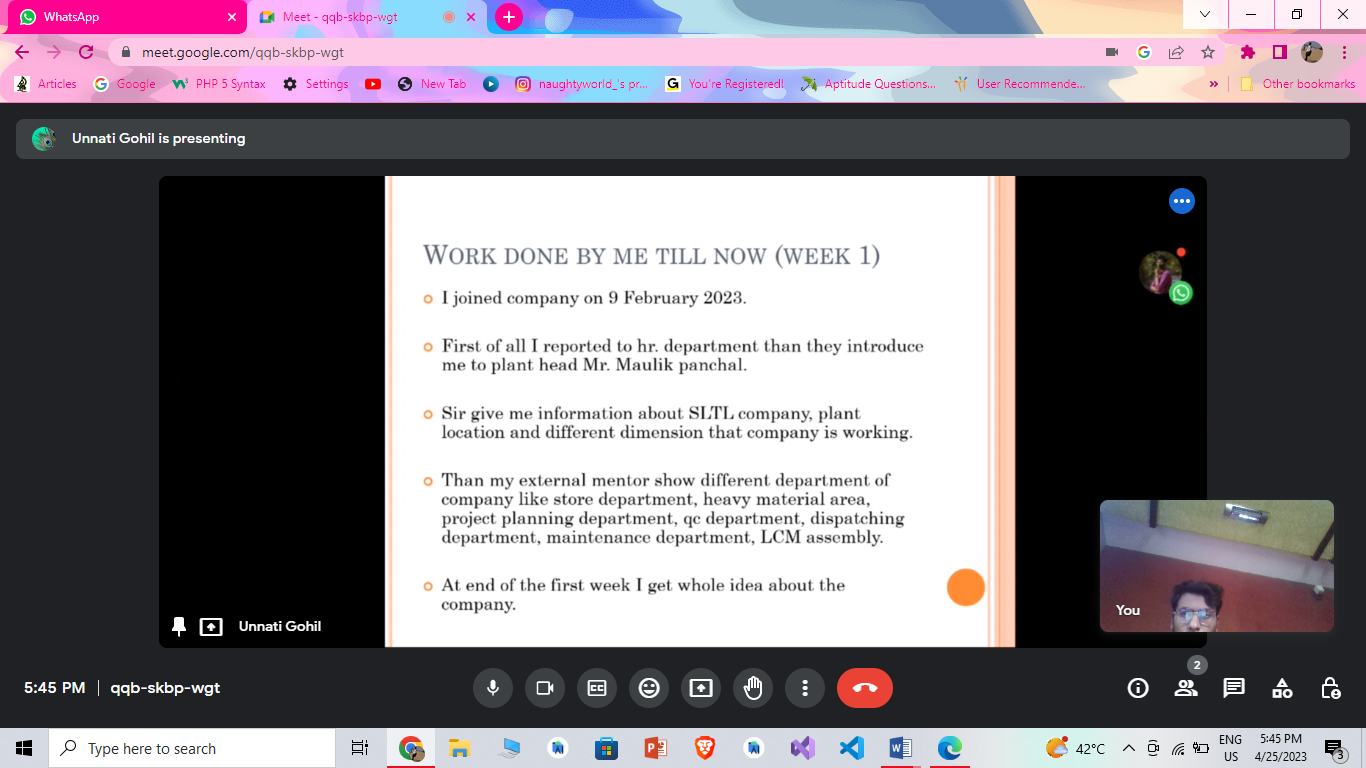 WhatsApp
Meet - qqb-skbp-wgt
meet.google.com/qqb-skbp-wgt
Articles
Google
PHP 5 Syntax
Settings
New Tab
naughtyworld_'s pr...
You're Registered!
Aptitude Questions...
User Recommende...
»
Other bookmarks
Unnati Gohil is presenting
WORK DONE BY ME TILL NOW (WEEK 1)
I joined company on 9 February 2023.
First of all I reported to hr. department than they introduce
me to plant head Mr. Maulik panchal.
Sir give me information about SLTL company, plant
location and different dimension that company is working.
Than my external mentor show different department of
company like store department, heavy material area,
project planning department, qc department, dispatching
department, maintenance department, LCM assembly.
At end of the first week I get whole idea about the
company.
Unnati Gohil
You
5:45 PM | qqb-skbp-wgt
2
Type here to search
42°C
ENG
US
5:45 PM
4/25/2023
3